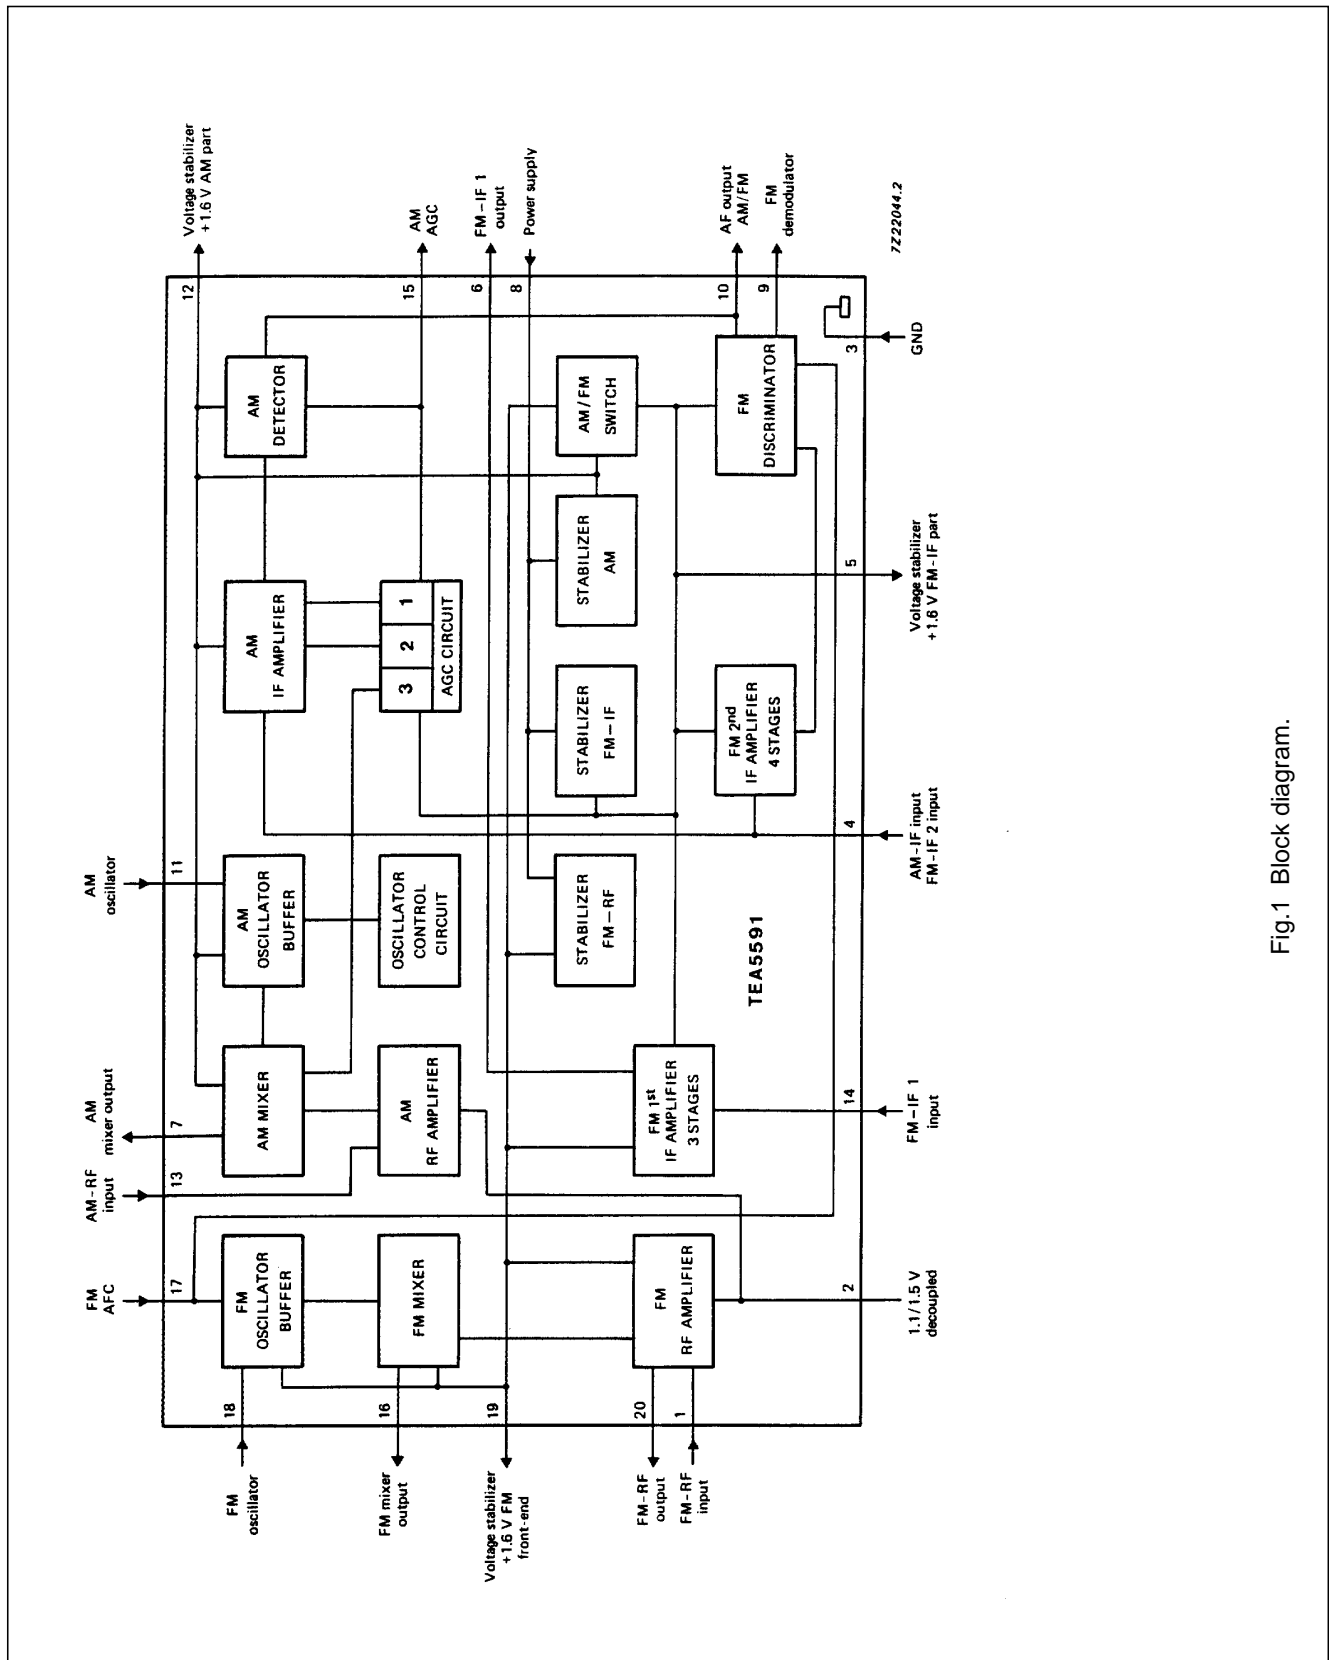 FM
AFC
17
AM-RF
input
13
AM
mixer output
7
AM
oscillator
11
Voltage stabilizer
+1.6 V AM part
12
FM
oscillator
18
FM
OSCILLATOR
BUFFER
AM MIXER
AM
OSCILLATOR
BUFFER
AM
IF AMPLIFIER
AM
DETECTOR
FM mixer
output
16
FM MIXER
AM
RF AMPLIFIER
OSCILLATOR
CONTROL
CIRCUIT
3
2
1
AGC CIRCUIT
15
AM
AGC
6
FM-IF 1
output
Voltage stabilizer
+1.6 V FM
front-end
19
8
Power supply
STABILIZER
FM-RF
STABILIZER
FM-IF
STABILIZER
AM
AM/FM
SWITCH
FM-RF
output
20
FM-RF
input
1
FM
RF AMPLIFIER
FM 1st
IF AMPLIFIER
3 STAGES
TEA5591
FM 2nd
IF AMPLIFIER
4 STAGES
FM
DISCRIMINATOR
10
AF output
AM/FM
9
FM
demodulator
2
1.1/1.5 V
decoupled
14
FM-IF 1
input
4
AM-IF input
FM-IF 2 input
5
Voltage stabilizer
+1.6 V FM-IF part
3
GND
7Z22044.2
Fig.1 Block diagram.